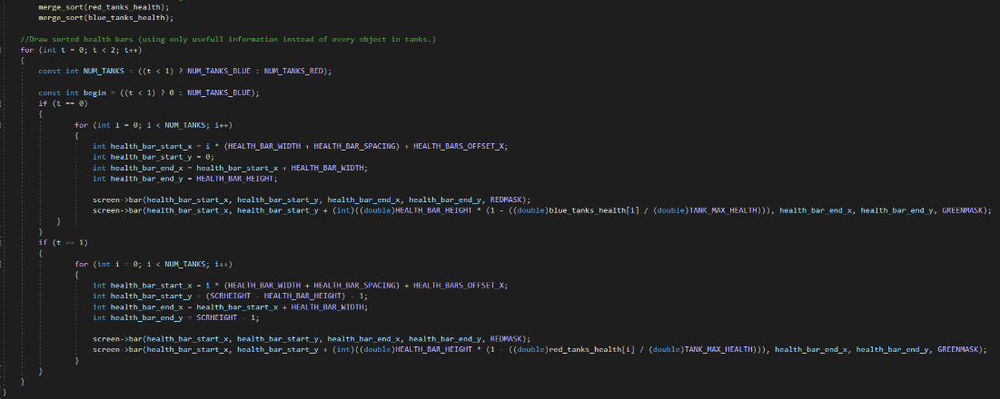 merge_sort(red_tanks_health);
merge_sort(blue_tanks_health);
//Draw sorted health bars (using only usefull information instead of every object in tanks.)
for (int t = 0; t < 2; t++)
{
const int NUM_TANKS = ((t < 1) ? NUM_TANKS_BLUE : NUM_TANKS_RED);
const int begin = ((t < 1) ? 0 : NUM_TANKS_BLUE);
if (t == 0)
{
for (int i = 0; i < NUM_TANKS; i++)
{
int health_bar_start_x = i * (HEALTH_BAR_WIDTH + HEALTH_BAR_SPACING) + HEALTH_BARS_OFFSET_X;
int health_bar_start_y = 0;
int health_bar_end_x = health_bar_start_x + HEALTH_BAR_WIDTH;
int health_bar_end_y = HEALTH_BAR_HEIGHT;
screen->bar(health_bar_start_x, health_bar_start_y, health_bar_end_x, health_bar_end_y, REDMASK);
screen->bar(health_bar_start_x, health_bar_start_y + (int)((double)HEALTH_BAR_HEIGHT * (1 - ((double)blue_tanks_health[i] / (double)TANK_MAX_HEALTH))), health_bar_end_x, health_bar_end_y, GREENMASK);
}
}
if (t == 1)
{
for (int i = 0; i < NUM_TANKS; i++)
{
int health_bar_start_x = i * (HEALTH_BAR_WIDTH + HEALTH_BAR_SPACING) + HEALTH_BARS_OFFSET_X;
int health_bar_start_y = (SCRHEIGHT - HEALTH_BAR_HEIGHT) - 1;
int health_bar_end_x = health_bar_start_x + HEALTH_BAR_WIDTH;
int health_bar_end_y = SCRHEIGHT - 1;
screen->bar(health_bar_start_x, health_bar_start_y, health_bar_end_x, health_bar_end_y, REDMASK);
screen->bar(health_bar_start_x, health_bar_start_y + (int)((double)HEALTH_BAR_HEIGHT * (1 - ((double)red_tanks_health[i] / (double)TANK_MAX_HEALTH))), health_bar_end_x, health_bar_end_y, GREENMASK);
}
}
}
}